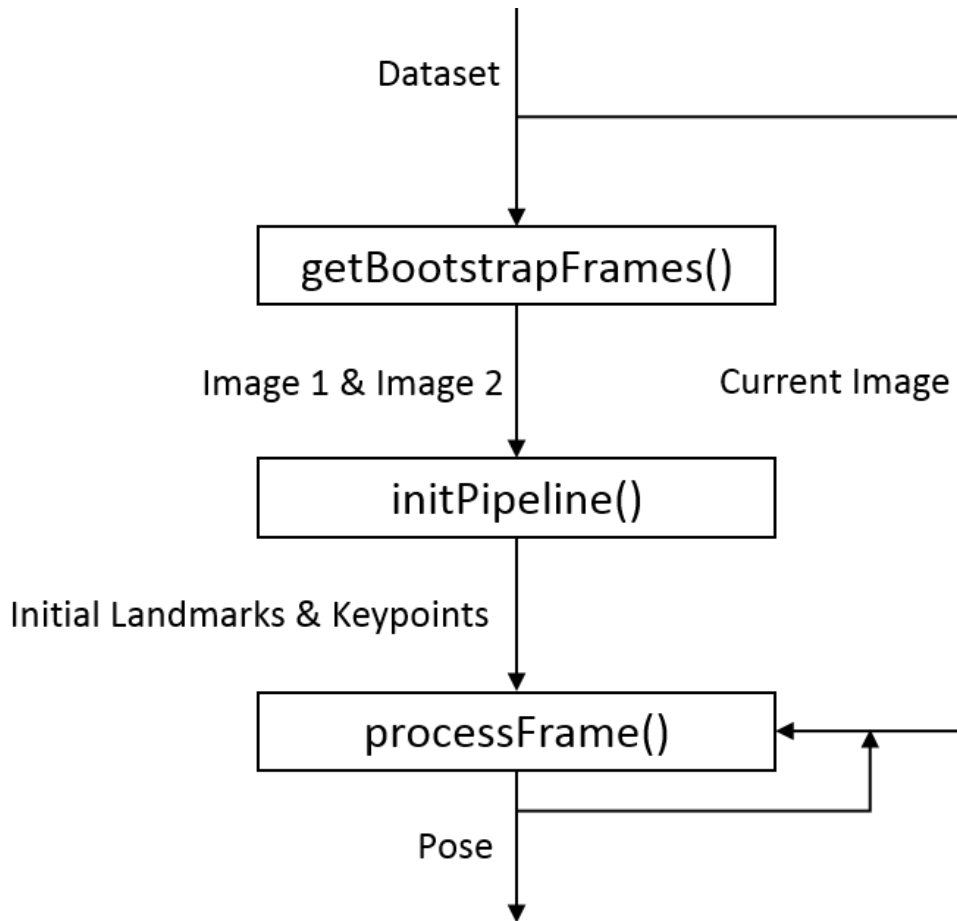 Dataset
getBootstrapFrames()
Image 1 & Image 2
Current Image
initPipeline()
Initial Landmarks & Keypoints
processFrame()
Pose